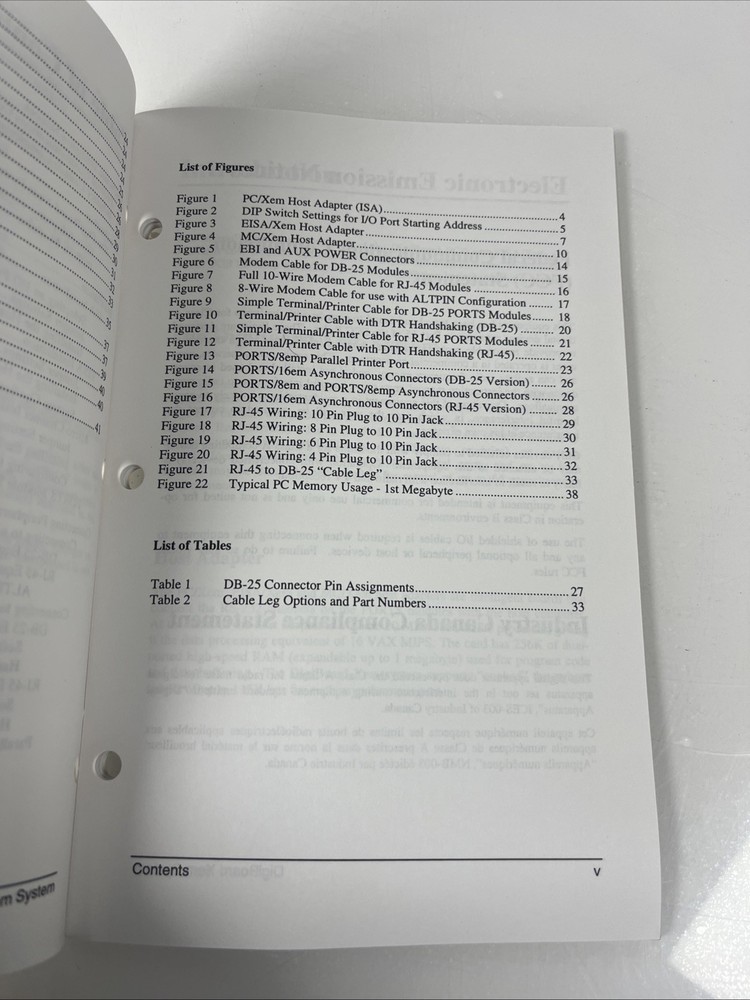 List of Figures
Figure 1 PC/Xem Host Adapter (ISA)..........4
Figure 2 DIP Switch Settings for I/O Port Starting Address..........5
Figure 3 EISA/Xem Host Adapter..........7
Figure 4 MC/Xem Host Adapter..........10
Figure 5 EBI and AUX POWER Connectors..........14
Figure 6 Modem Cable for DB-25 Modules..........15
Figure 7 Full 10-Wire Modem Cable for RJ-45 Modules..........16
Figure 8 8-Wire Modem Cable for use with ALTPIN Configuration..........17
Figure 9 Simple Terminal/Printer Cable for DB-25 PORTS Modules..........18
Figure 10 Terminal/Printer Cable with DTR Handshaking (DB-25)..........20
Figure 11 Simple Terminal/Printer Cable for RJ-45 PORTS Modules..........21
Figure 12 Terminal/Printer Cable with DTR Handshaking (RJ-45)..........22
Figure 13 PORTS/8emp Parallel Printer Port..........23
Figure 14 PORTS/16em Asynchronous Connectors (DB-25 Version)..........26
Figure 15 PORTS/8em and PORTS/8emp Asynchronous Connectors..........26
Figure 16 PORTS/16em Asynchronous Connectors (RJ-45 Version)..........28
Figure 17 RJ-45 Wiring: 10 Pin Plug to 10 Pin Jack..........29
Figure 18 RJ-45 Wiring: 8 Pin Plug to 10 Pin Jack..........30
Figure 19 RJ-45 Wiring: 6 Pin Plug to 10 Pin Jack..........31
Figure 20 RJ-45 Wiring: 4 Pin Plug to 10 Pin Jack..........32
Figure 21 RJ-45 to DB-25 “Cable Leg”..........33
Figure 22 Typical PC Memory Usage - 1st Megabyte..........38
List of Tables
Table 1 DB-25 Connector Pin Assignments..........27
Table 2 Cable Leg Options and Part Numbers..........33
Contents v
m System